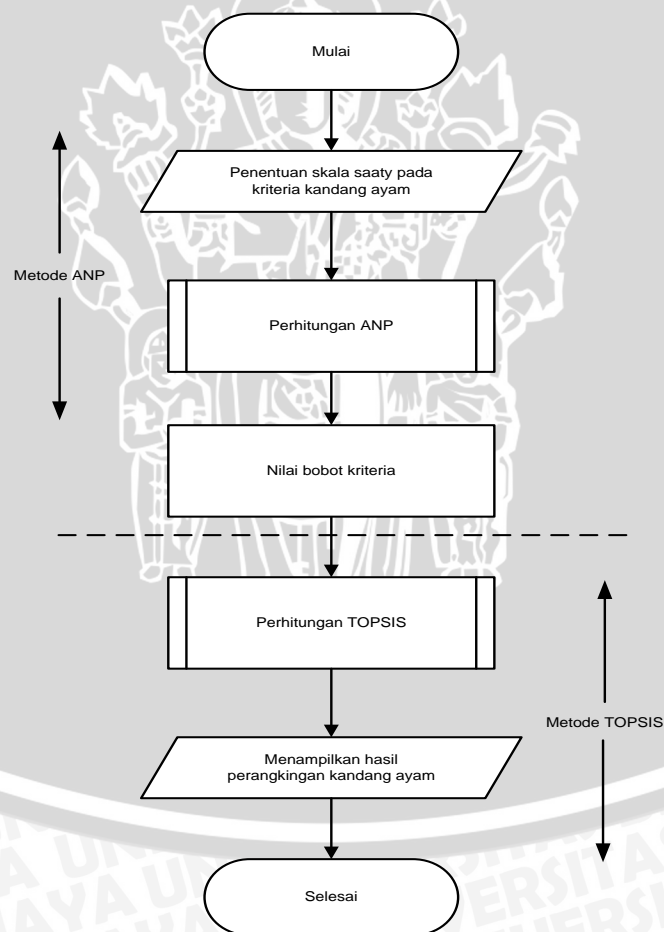 Mulai
Penentuan skala saaty pada
kriteria kandang ayam
Metode ANP
Perhitungan ANP
Nilai bobot kriteria
Perhitungan TOPSIS
Metode TOPSIS
Menampilkan hasil
perangkingan kandang ayam
Selesai